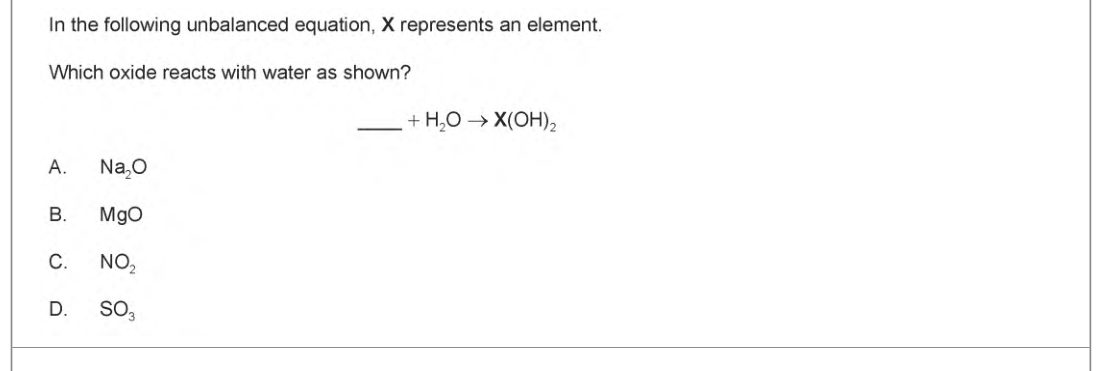 In the following unbalanced equation, X represents an element.
Which oxide reacts with water as shown?
____ + H₂O → X(OH)₂
A. Na₂O
B. MgO
C. NO₂
D. SO₃